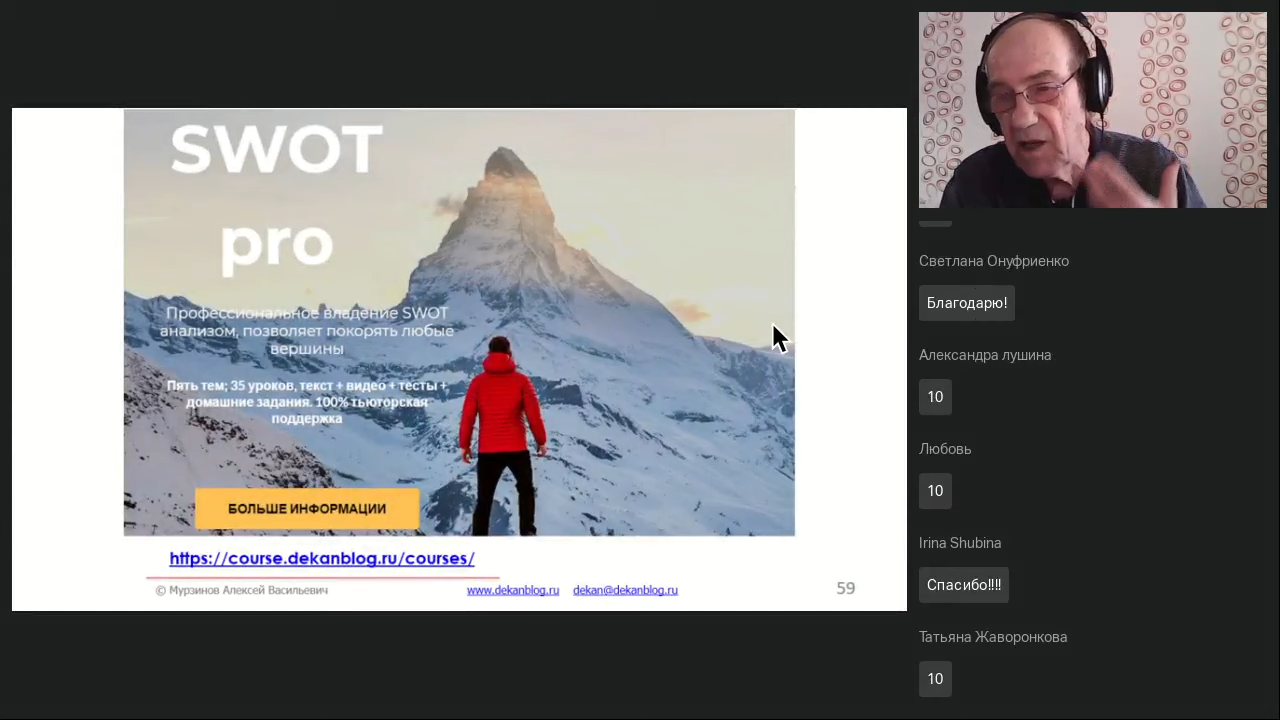 SWOT
pro
Профессиональное владение SWOT
анализом, позволяет покорять любые
вершины
Пять тем; 35 уроков, текст + видео + тесты +
домашние задания. 100% тьюторская
поддержка
БОЛЬШЕ ИНФОРМАЦИИ
https://course.dekanblog.ru/courses/
© Мурзинов Алексей Васильевич www.dekanblog.ru dekan@dekanblog.ru 59
Светлана Онуфриенко
Благодарю!
Александра лушина
10
Любовь
10
Irina Shubina
Спасибо!!!!
Татьяна Жаворонкова
10